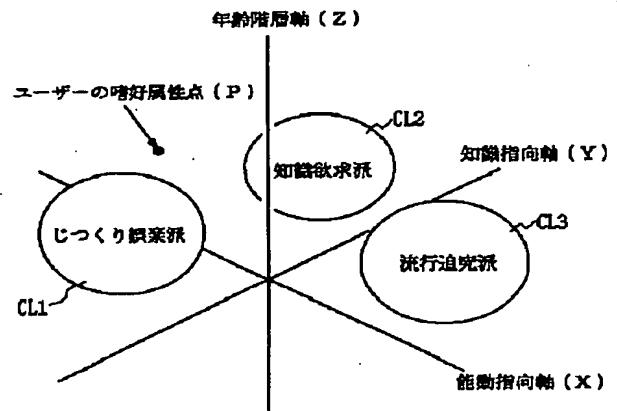 年齢階層軸（Z）
ユーザーの嗜好属性点（P）
CL2
知識欲求派
知識指向軸（Y）
じつくり娯楽派
CL3
流行追究派
CL1
能動指向軸（X）